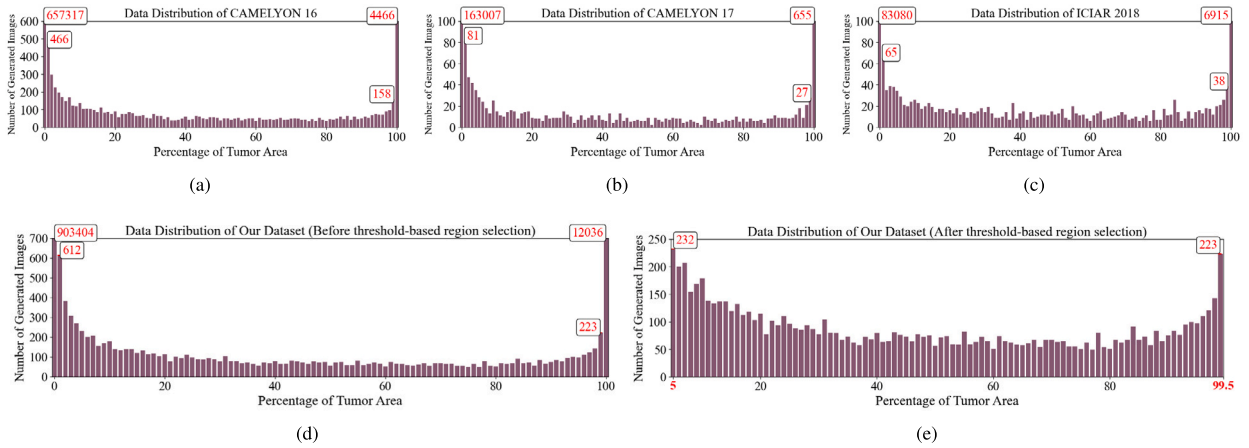 Data Distribution of CAMELYON 16
657317
4466
466
158
600
500
400
300
200
100
0
0 20 40 60 80 100
Number of Generated Images
Percentage of Tumor Area
(a)
Data Distribution of CAMELYON 17
163007
655
81
27
100
80
60
40
20
0
0 20 40 60 80 100
Number of Generated Images
Percentage of Tumor Area
(b)
Data Distribution of ICIAR 2018
83080
6915
65
38
100
80
60
40
20
0
0 20 40 60 80 100
Number of Generated Images
Percentage of Tumor Area
(c)
Data Distribution of Our Dataset (Before threshold-based region selection)
903404
12036
612
223
700
600
500
400
300
200
100
0
0 20 40 60 80 100
Number of Generated Images
Percentage of Tumor Area
(d)
Data Distribution of Our Dataset (After threshold-based region selection)
232
223
250
200
150
100
50
0
5 20 40 60 80 99.5
Number of Generated Images
Percentage of Tumor Area
(e)